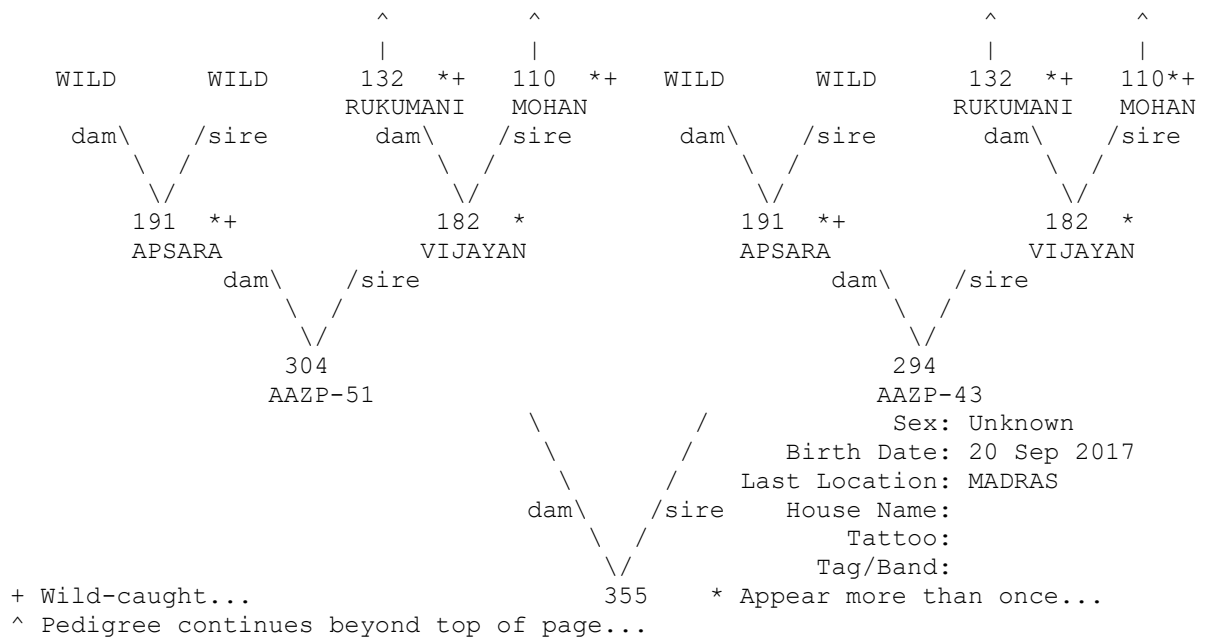 ^ ^ ^ ^
| | | |
WILD WILD 132 *+ 110 *+ WILD WILD 132 *+ 110*+
RUKUMANI MOHAN RUKUMANI MOHAN
dam\ /sire dam\ /sire dam\ /sire dam\ /sire
\ / \ / \ / \ /
\/ \/ \/ \/
191 *+ 182 * 191 *+ 182 *
APSARA VIJAYAN APSARA VIJAYAN
dam\ /sire dam\ /sire
\ / \ /
\/ \/
304 294
AAZP-51 AAZP-43
\ / Sex: Unknown
\ / Birth Date: 20 Sep 2017
\ / Last Location: MADRAS
dam\ /sire House Name:
\ / Tattoo:
\/ Tag/Band:
+ Wild-caught... 355 * Appear more than once...
^ Pedigree continues beyond top of page...